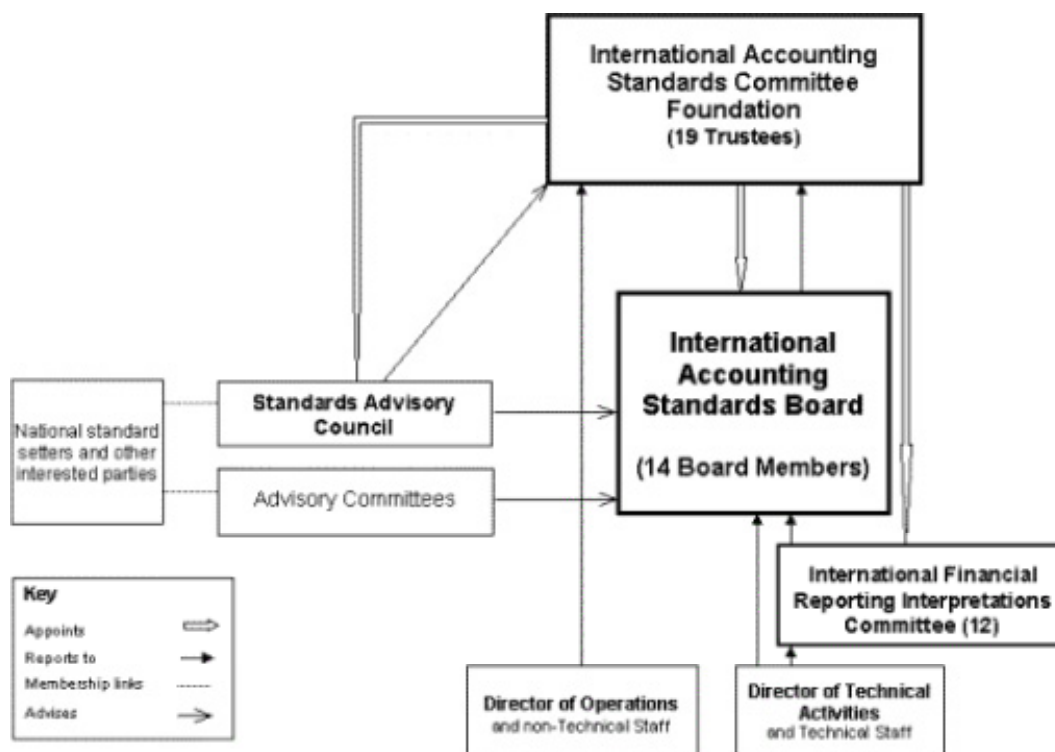 International Accounting
Standards Committee
Foundation
(19 Trustees)
International
Accounting
Standards Board
(14 Board Members)
National standard
setters and other
interested parties
Standards Advisory
Council
Advisory Committees
International Financial
Reporting Interpretations
Committee (12)
Key
Appoints
Reports to
Membership links
Advises
Director of Operations
and non-Technical Staff
Director of Technical
Activities
and Technical Staff